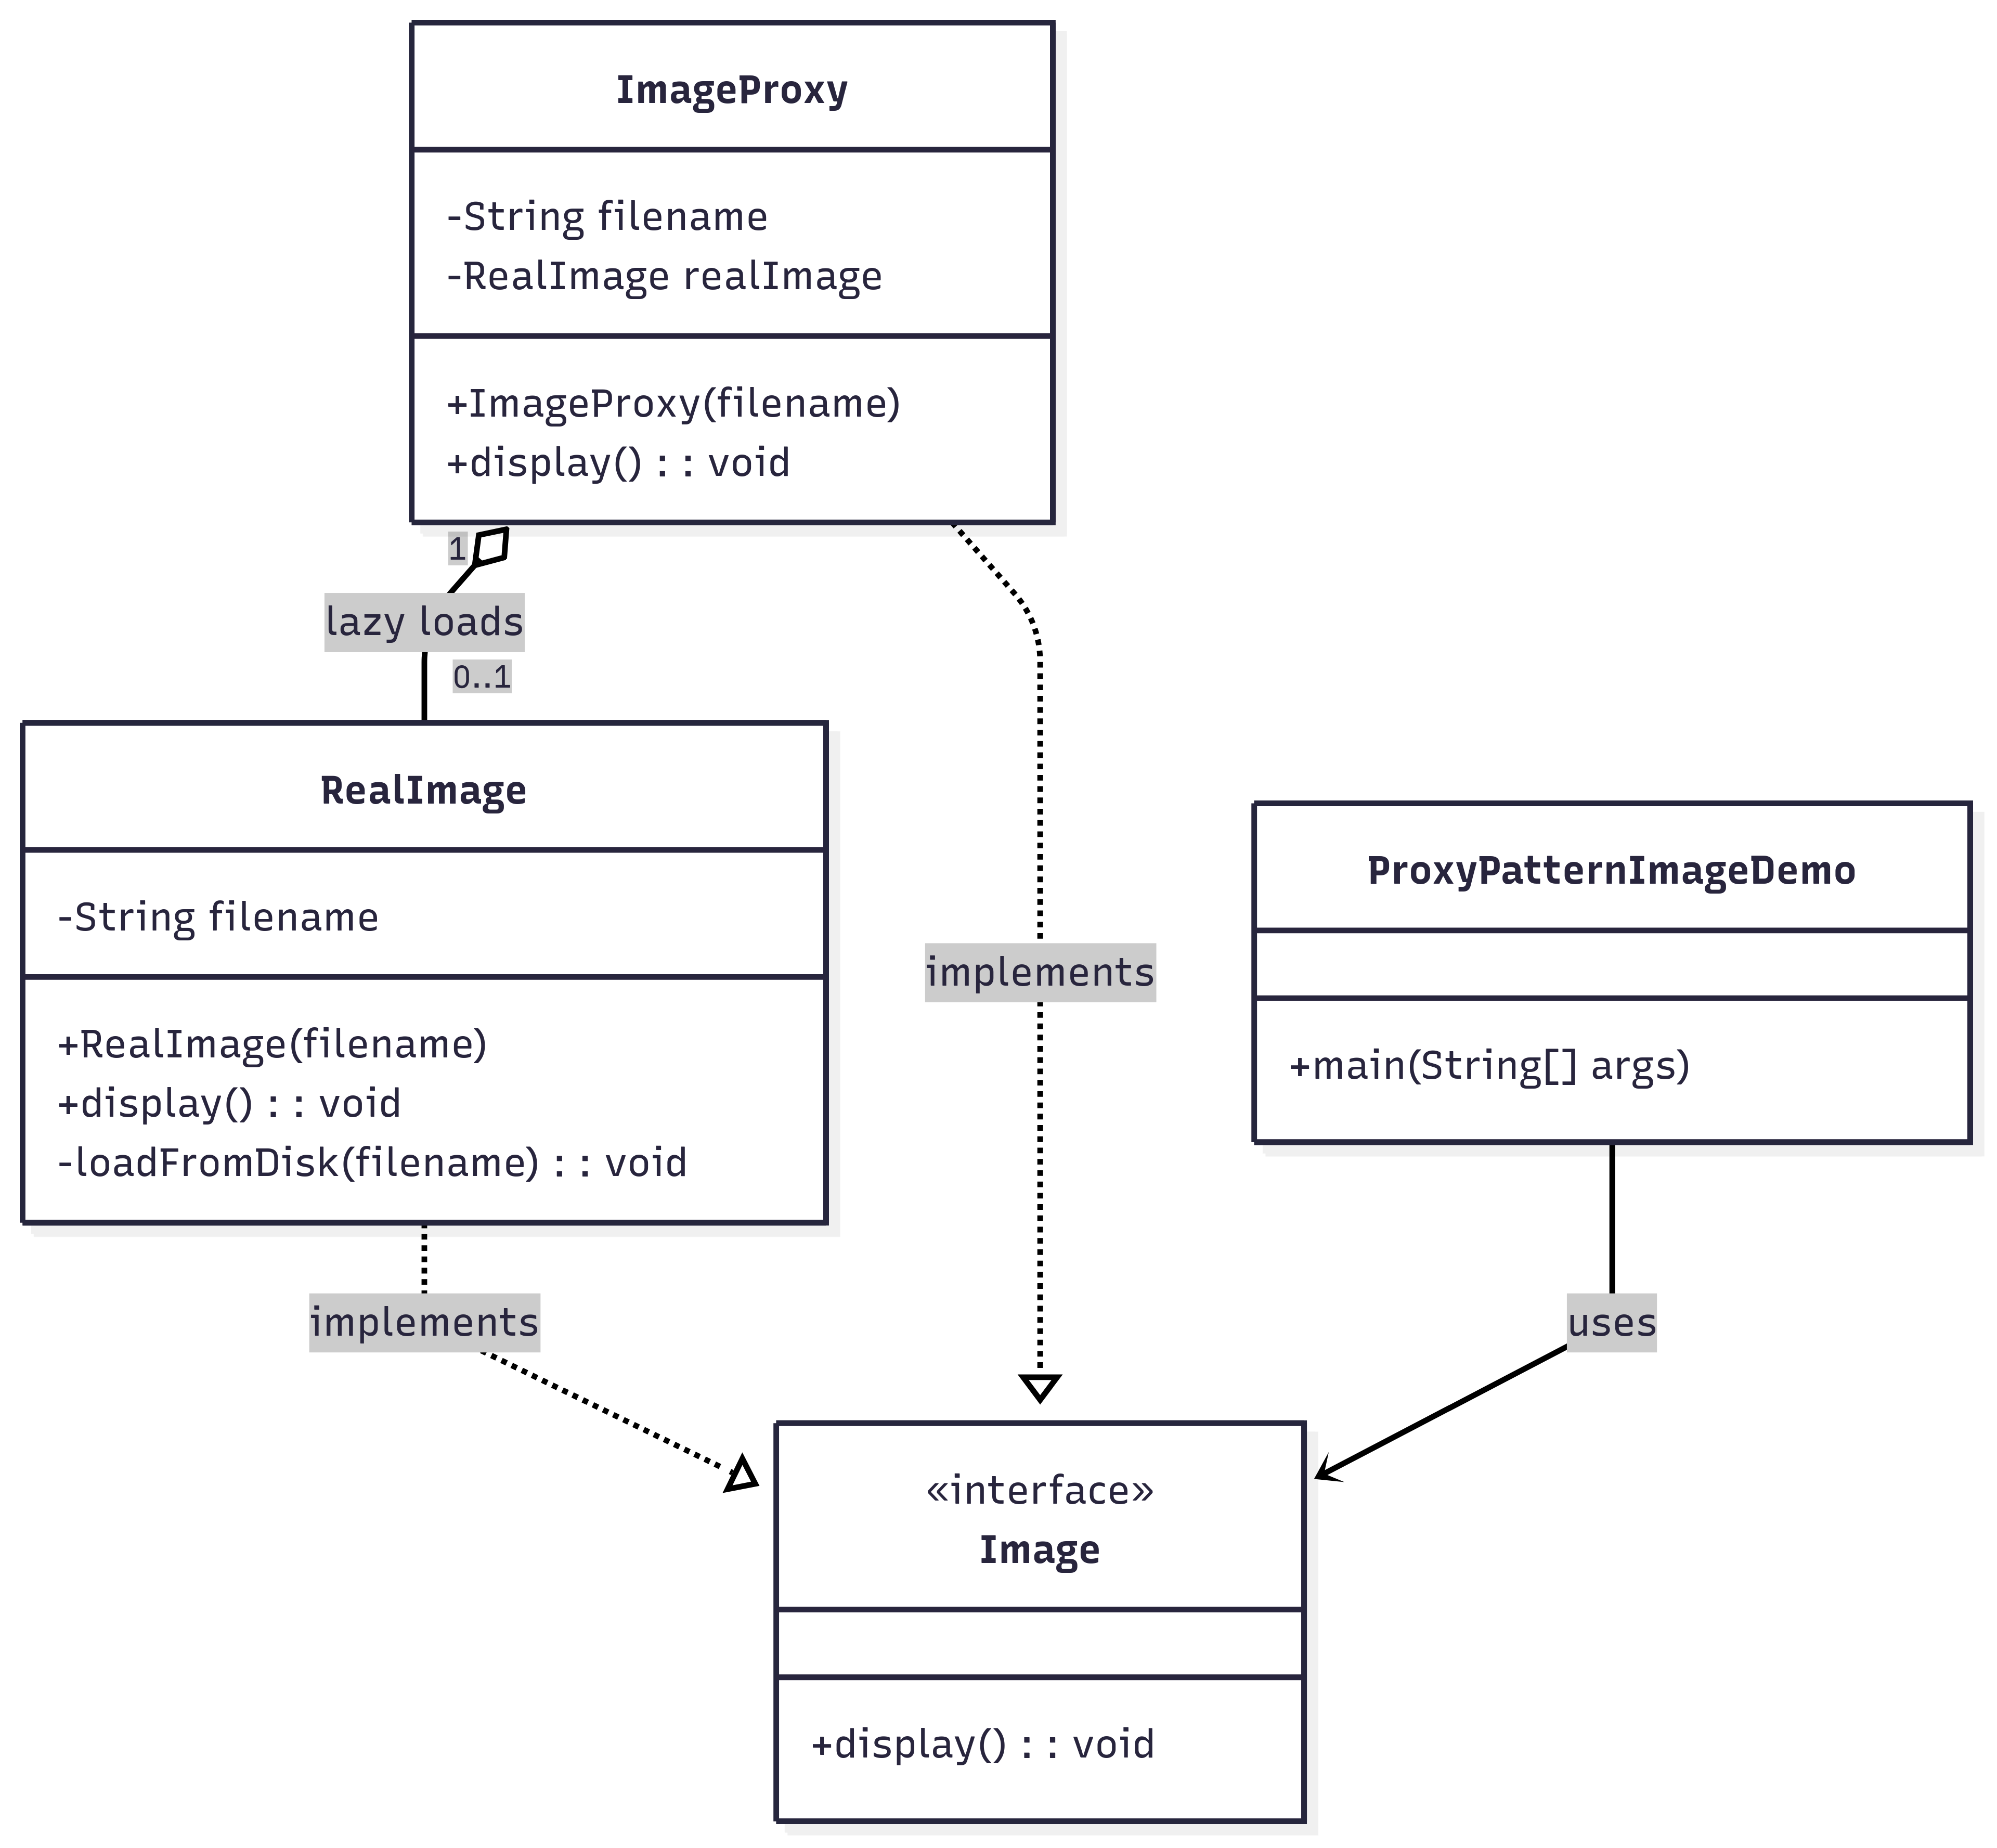 ImageProxy
-String filename
-RealImage realImage
+ImageProxy(filename)
+display() : : void
1
lazy loads
0..1
RealImage
-String filename
+RealImage(filename)
+display() : : void
-loadFromDisk(filename) : : void
implements
ProxyPatternImageDemo
+main(String[] args)
implements
uses
«interface»
Image
+display() : : void